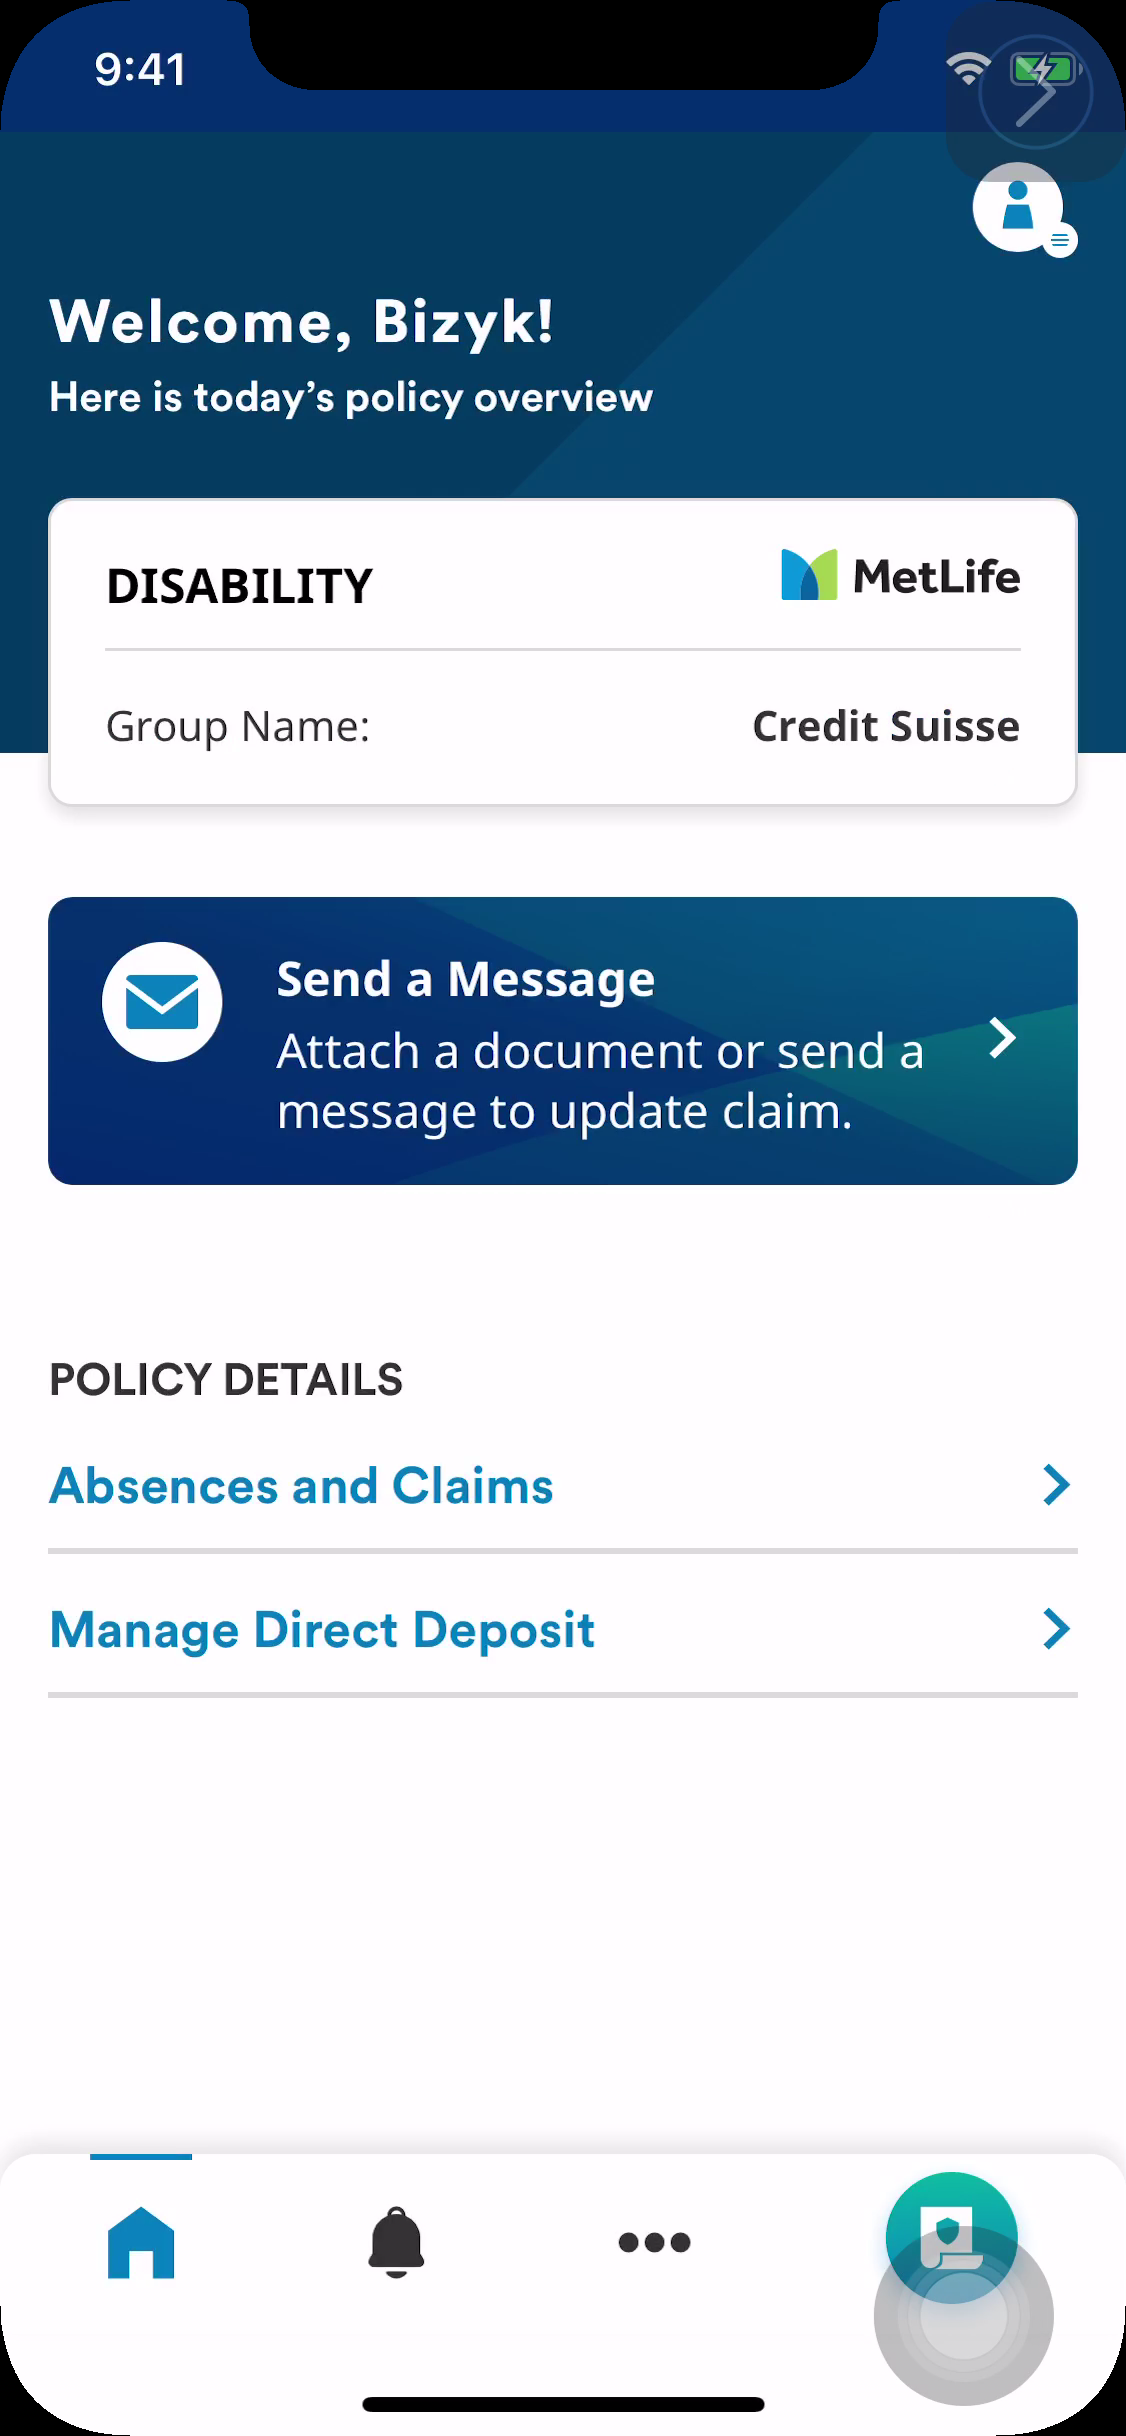 9:41
Welcome, Bizyk!
Here is today’s policy overview
DISABILITY
MetLife
Group Name:
Credit Suisse
Send a Message
Attach a document or send a
message to update claim.
POLICY DETAILS
Absences and Claims
Manage Direct Deposit